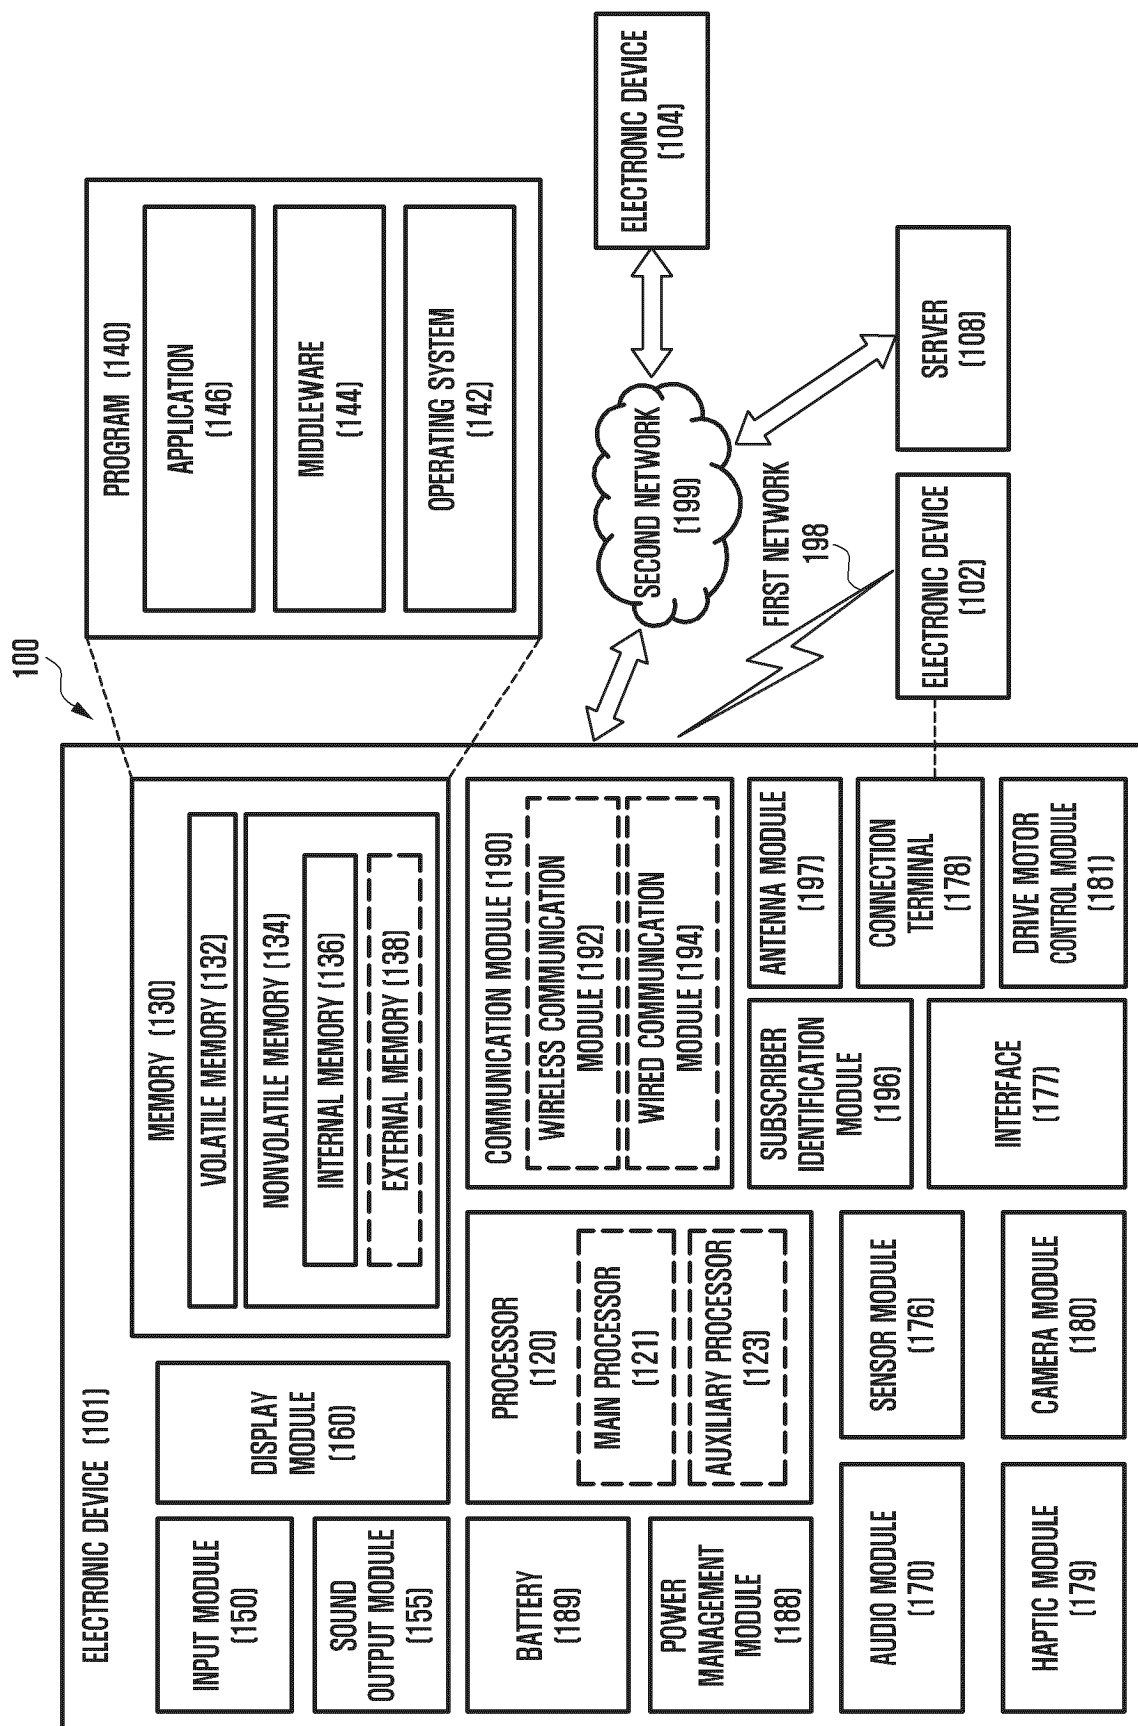 100
ELECTRONIC DEVICE (101)
INPUT MODULE
(150)
SOUND
OUTPUT MODULE
(155)
DISPLAY
MODULE
(160)
MEMORY (130)
VOLATILE MEMORY (132)
NONVOLATILE MEMORY (134)
INTERNAL MEMORY (136)
EXTERNAL MEMORY (138)
PROGRAM (140)
APPLICATION
(146)
MIDDLEWARE
(144)
OPERATING SYSTEM
(142)
BATTERY
(189)
POWER
MANAGEMENT
MODULE
(188)
PROCESSOR
(120)
MAIN PROCESSOR
(121)
AUXILIARY PROCESSOR
(123)
COMMUNICATION MODULE (190)
WIRELESS COMMUNICATION
MODULE (192)
WIRED COMMUNICATION
MODULE (194)
SUBSCRIBER
IDENTIFICATION
MODULE
(196)
ANTENNA MODULE
(197)
AUDIO MODULE
(170)
SENSOR MODULE
(176)
INTERFACE
(177)
CONNECTION
TERMINAL
(178)
HAPTIC MODULE
(179)
CAMERA MODULE
(180)
DRIVE MOTOR
CONTROL MODULE
(181)
SECOND NETWORK
(199)
FIRST NETWORK
198
ELECTRONIC DEVICE
(104)
ELECTRONIC DEVICE
(102)
SERVER
(108)